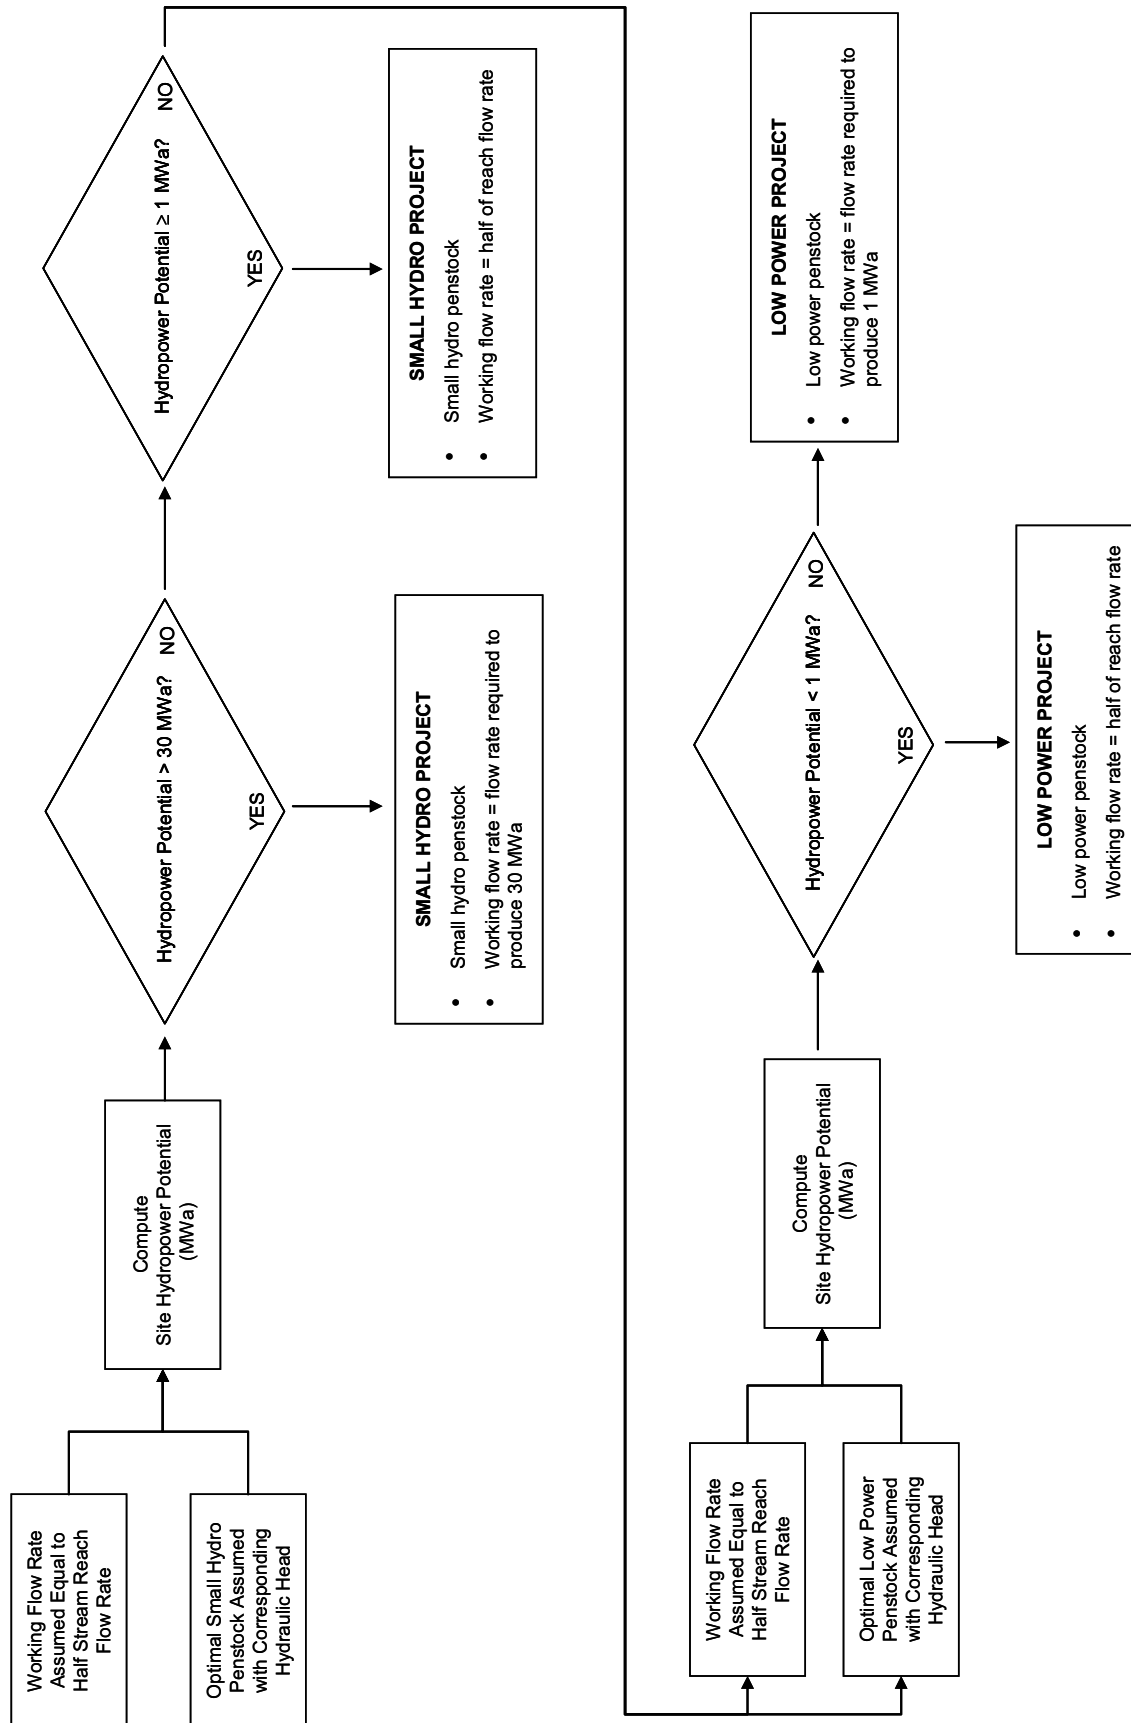 Working Flow Rate
Assumed Equal to
Half Stream Reach
Flow Rate
Optimal Small Hydro
Penstock Assumed
with Corresponding
Hydraulic Head
Compute
Site Hydropower Potential
(MWa)
Hydropower Potential > 30 MWa?
NO
YES
SMALL HYDRO PROJECT
• Small hydro penstock
• Working flow rate = flow rate required to
produce 30 MWa
Hydropower Potential ≥ 1 MWa?
NO
YES
SMALL HYDRO PROJECT
• Small hydro penstock
• Working flow rate = half of reach flow rate
Working Flow Rate
Assumed Equal to
Half Stream Reach
Flow Rate
Optimal Low Power
Penstock Assumed
with Corresponding
Hydraulic Head
Compute
Site Hydropower Potential
(MWa)
Hydropower Potential < 1 MWa?
NO
YES
LOW POWER PROJECT
• Low power penstock
• Working flow rate = half of reach flow rate
LOW POWER PROJECT
• Low power penstock
• Working flow rate = flow rate required to
produce 1 MWa